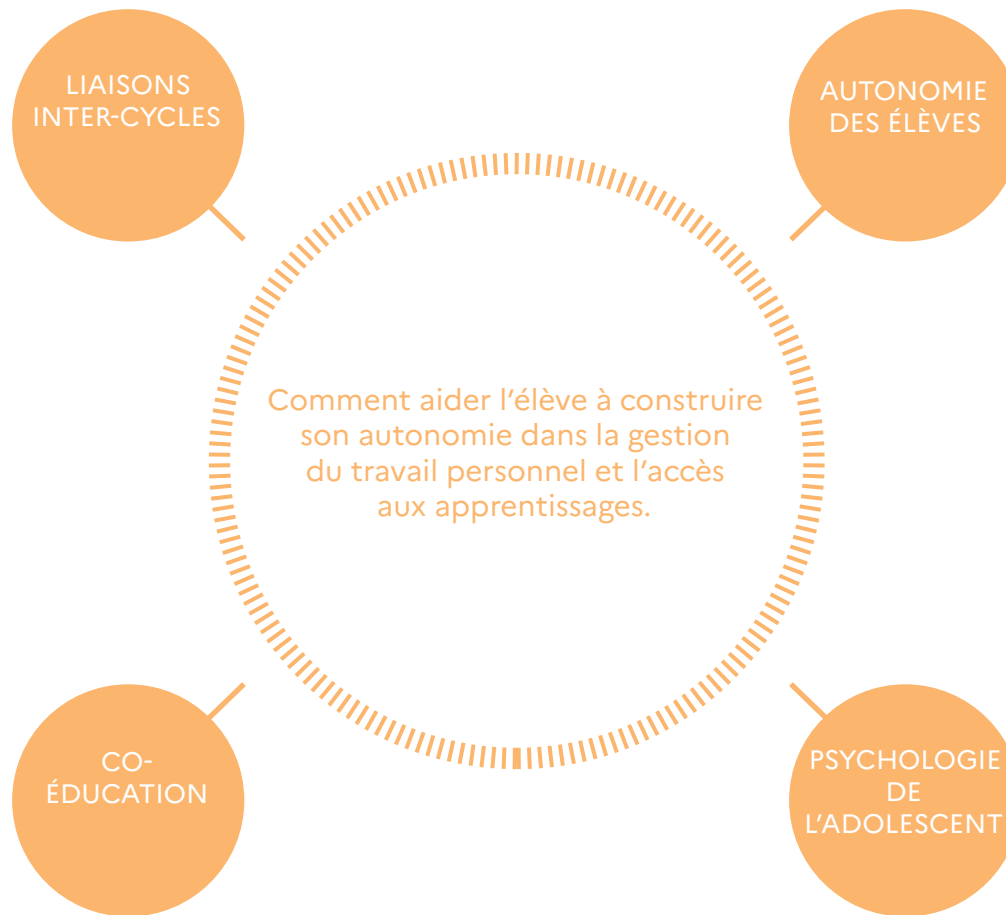 LIAISONS
INTER-CYCLES
AUTONOMIE
DES ÉLÈVES
Comment aider l’élève à construire
son autonomie dans la gestion
du travail personnel et l’accès
aux apprentissages.
CO-
ÉDUCATION
PSYCHOLOGIE
DE
L’ADOLESCENT